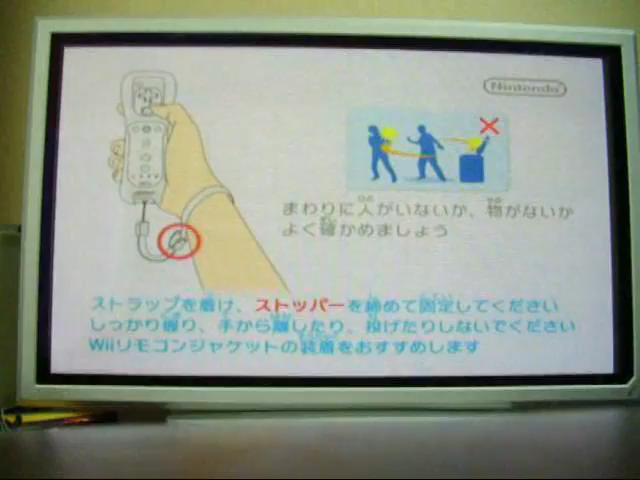 Nintendo
まわりに人がいないか、物がないか
よく確かめましょう
ストラップを着け、ストッパーを締めて固定してください
しっかり握り、手から離したり、投げたりしないでください
Wiiリモコンジャケットの装着をおすすめします